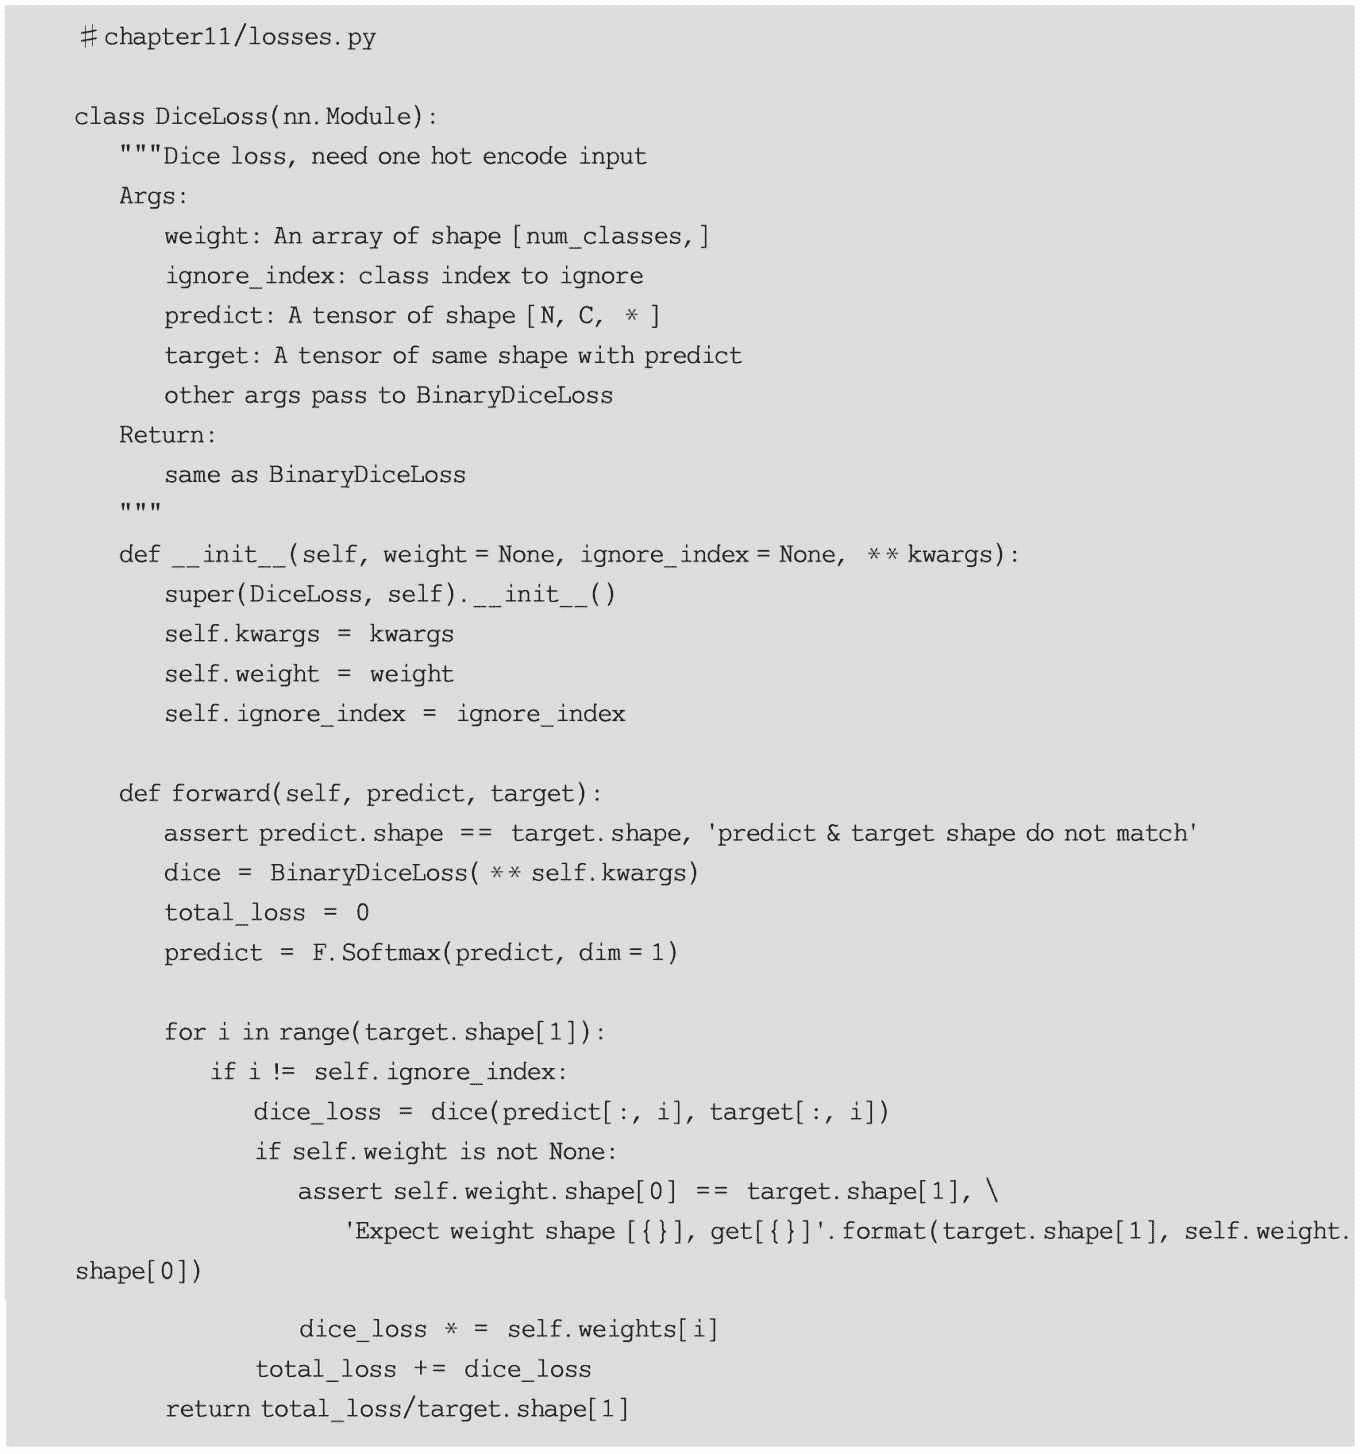 #chapter11/losses.py
class DiceLoss(nn.Module):
"""Dice loss, need one hot encode input
Args:
weight: An array of shape [num_classes,]
ignore_index: class index to ignore
predict: A tensor of shape [N, C, *]
target: A tensor of same shape with predict
other args pass to BinaryDiceLoss
Return:
same as BinaryDiceLoss
"""
def __init__(self, weight = None, ignore_index = None, ** kwargs):
super(DiceLoss, self).__init__()
self.kwargs = kwargs
self.weight = weight
self.ignore_index = ignore_index
def forward(self, predict, target):
assert predict.shape == target.shape, 'predict & target shape do not match'
dice = BinaryDiceLoss( ** self.kwargs)
total_loss = 0
predict = F.Softmax(predict, dim = 1)
for i in range(target.shape[1]):
if i != self.ignore_index:
dice_loss = dice(predict[:, i], target[:, i])
if self.weight is not None:
assert self.weight.shape[0] == target.shape[1], \
'Expect weight shape [{}], get[{}]'.format(target.shape[1], self.weight.
shape[0])
dice_loss * = self.weights[i]
total_loss += dice_loss
return total_loss/target.shape[1]